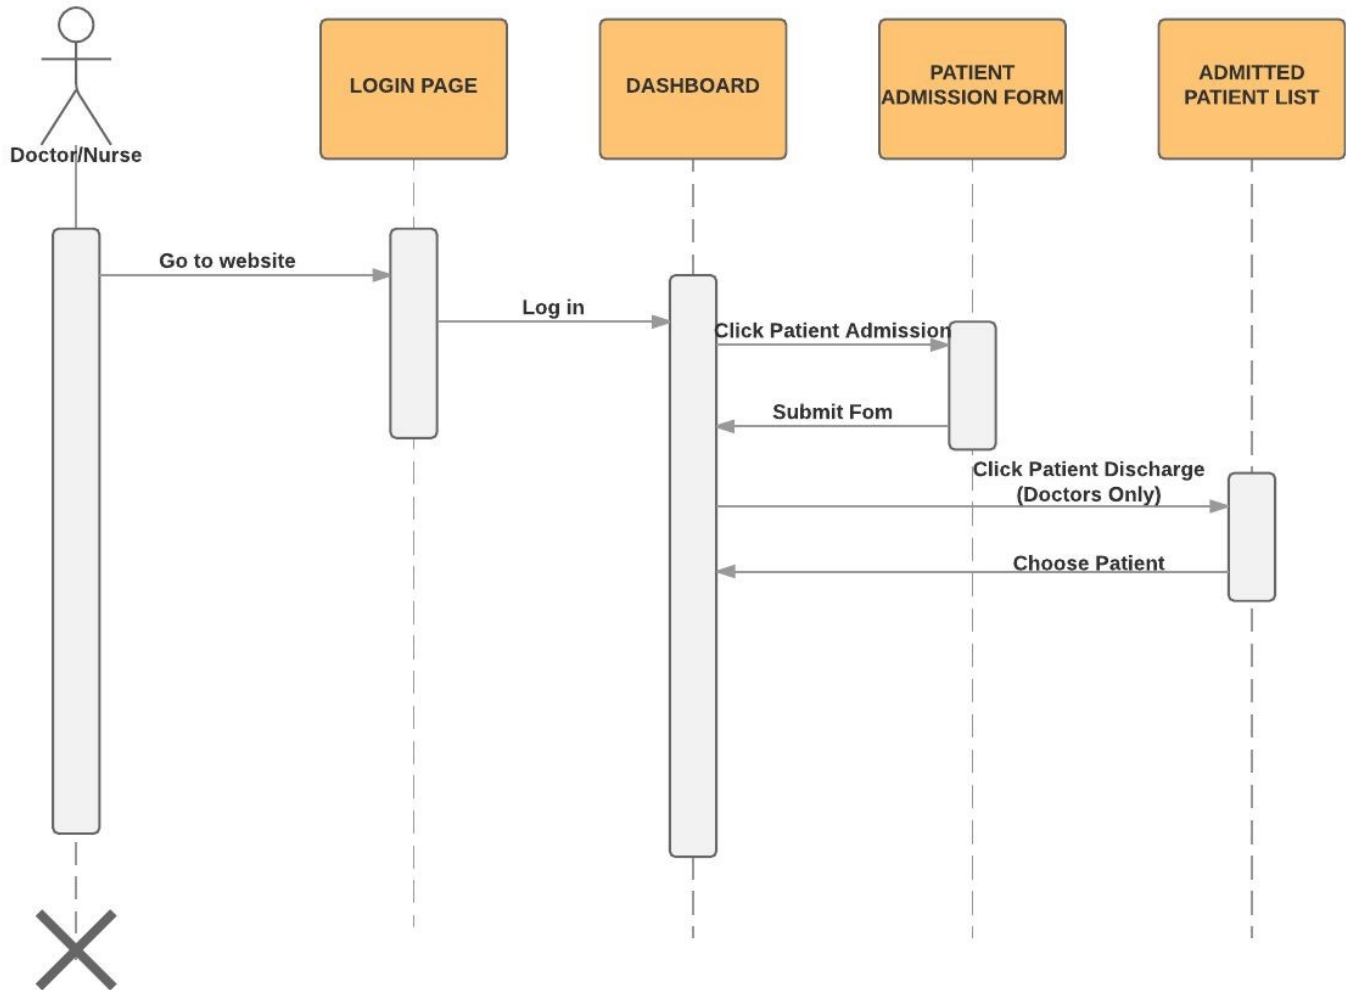 LOGIN PAGE
DASHBOARD
PATIENT
ADMISSION FORM
ADMITTED
PATIENT LIST
Doctor/Nurse
Go to website
Log in
Click Patient Admission
Submit Fom
Click Patient Discharge
(Doctors Only)
Choose Patient